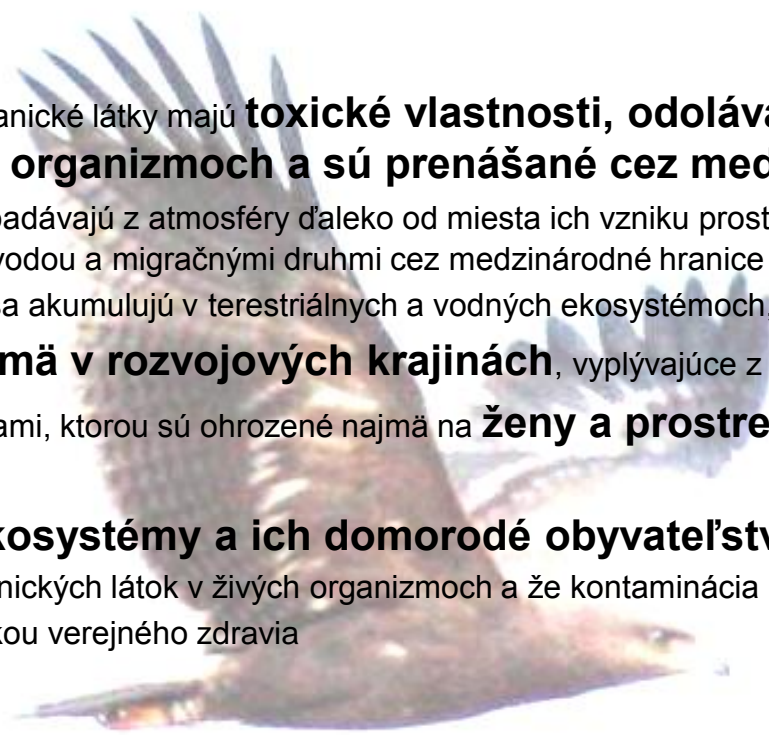 anické látky majú toxické vlastnosti, odoláva
organizmoch a sú prenášané cez med
padávajú z atmosféry ďaleko od miesta ich vzniku prost
vodou a migračnými druhmi cez medzinárodné hranice
sa akumulujú v terestriálnych a vodných ekosystémoch,
mä v rozvojových krajinách, vyplývajúce z
ami, ktorou sú ohrozené najmä na ženy a prostre
kosystémy a ich domorodé obyvateľstv
nických látok v živých organizmoch a že kontaminácia
kou verejného zdravia